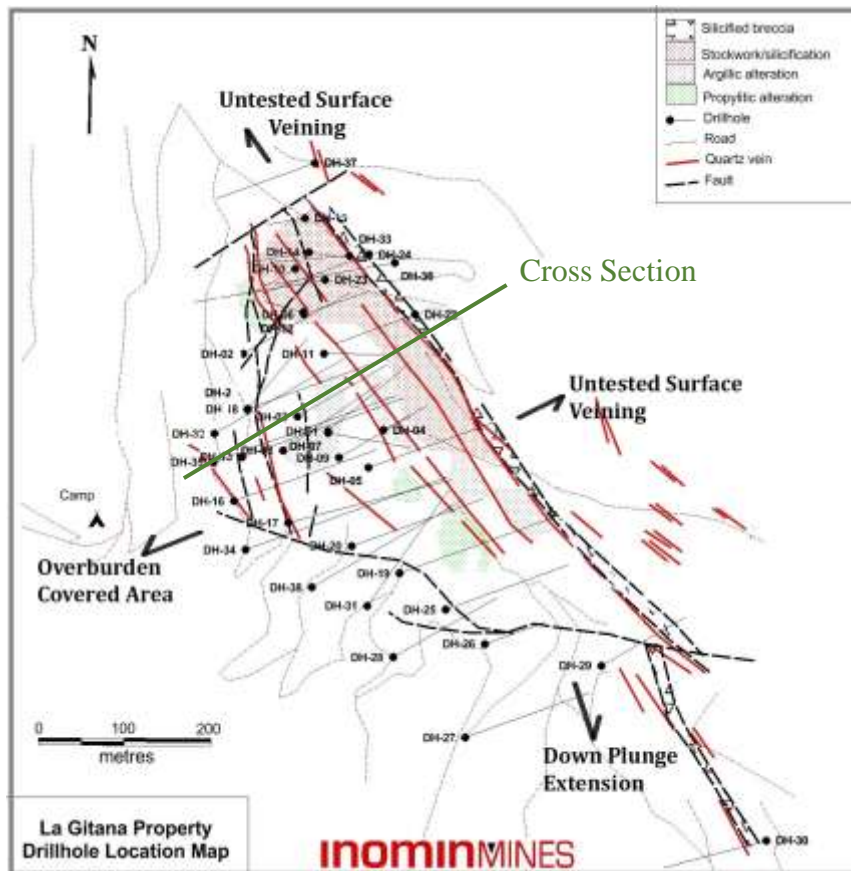 Silicified breccia
Stockwork/silicification
Argillic alteration
Propylitic alteration
Drillhole
Road
Quartz vein
Fault
N
Untested Surface
Veining
DH-37
DH-33
DH-24
DH-23
Cross Section
DH-02
DH-11
DH-2
Untested Surface
Veining
DH-32
DH-04
DH-07
DH-09
DH-05
Camp
DH-16
DH-17
DH-34
DH-20
Overburden
Covered Area
DH-19
DH-31
DH-25
DH-26
DH-28
DH-29
DH-27
0 100 200
metres
Down Plunge
Extension
La Gitana Property
Drillhole Location Map
INOMINMINES
DH-30